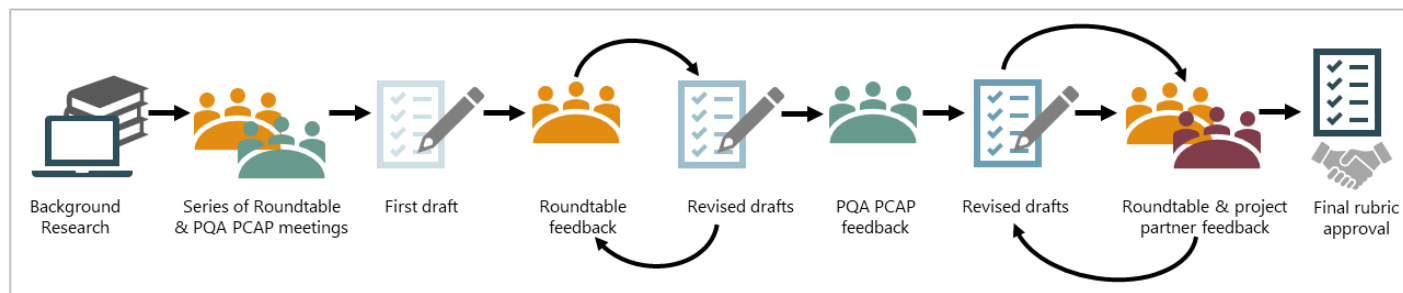 Background
Research
Series of Roundtable
& PQA PCAP meetings
First draft
Roundtable
feedback
Revised drafts
PQA PCAP
feedback
Revised drafts
Roundtable & project
partner feedback
Final rubric
approval